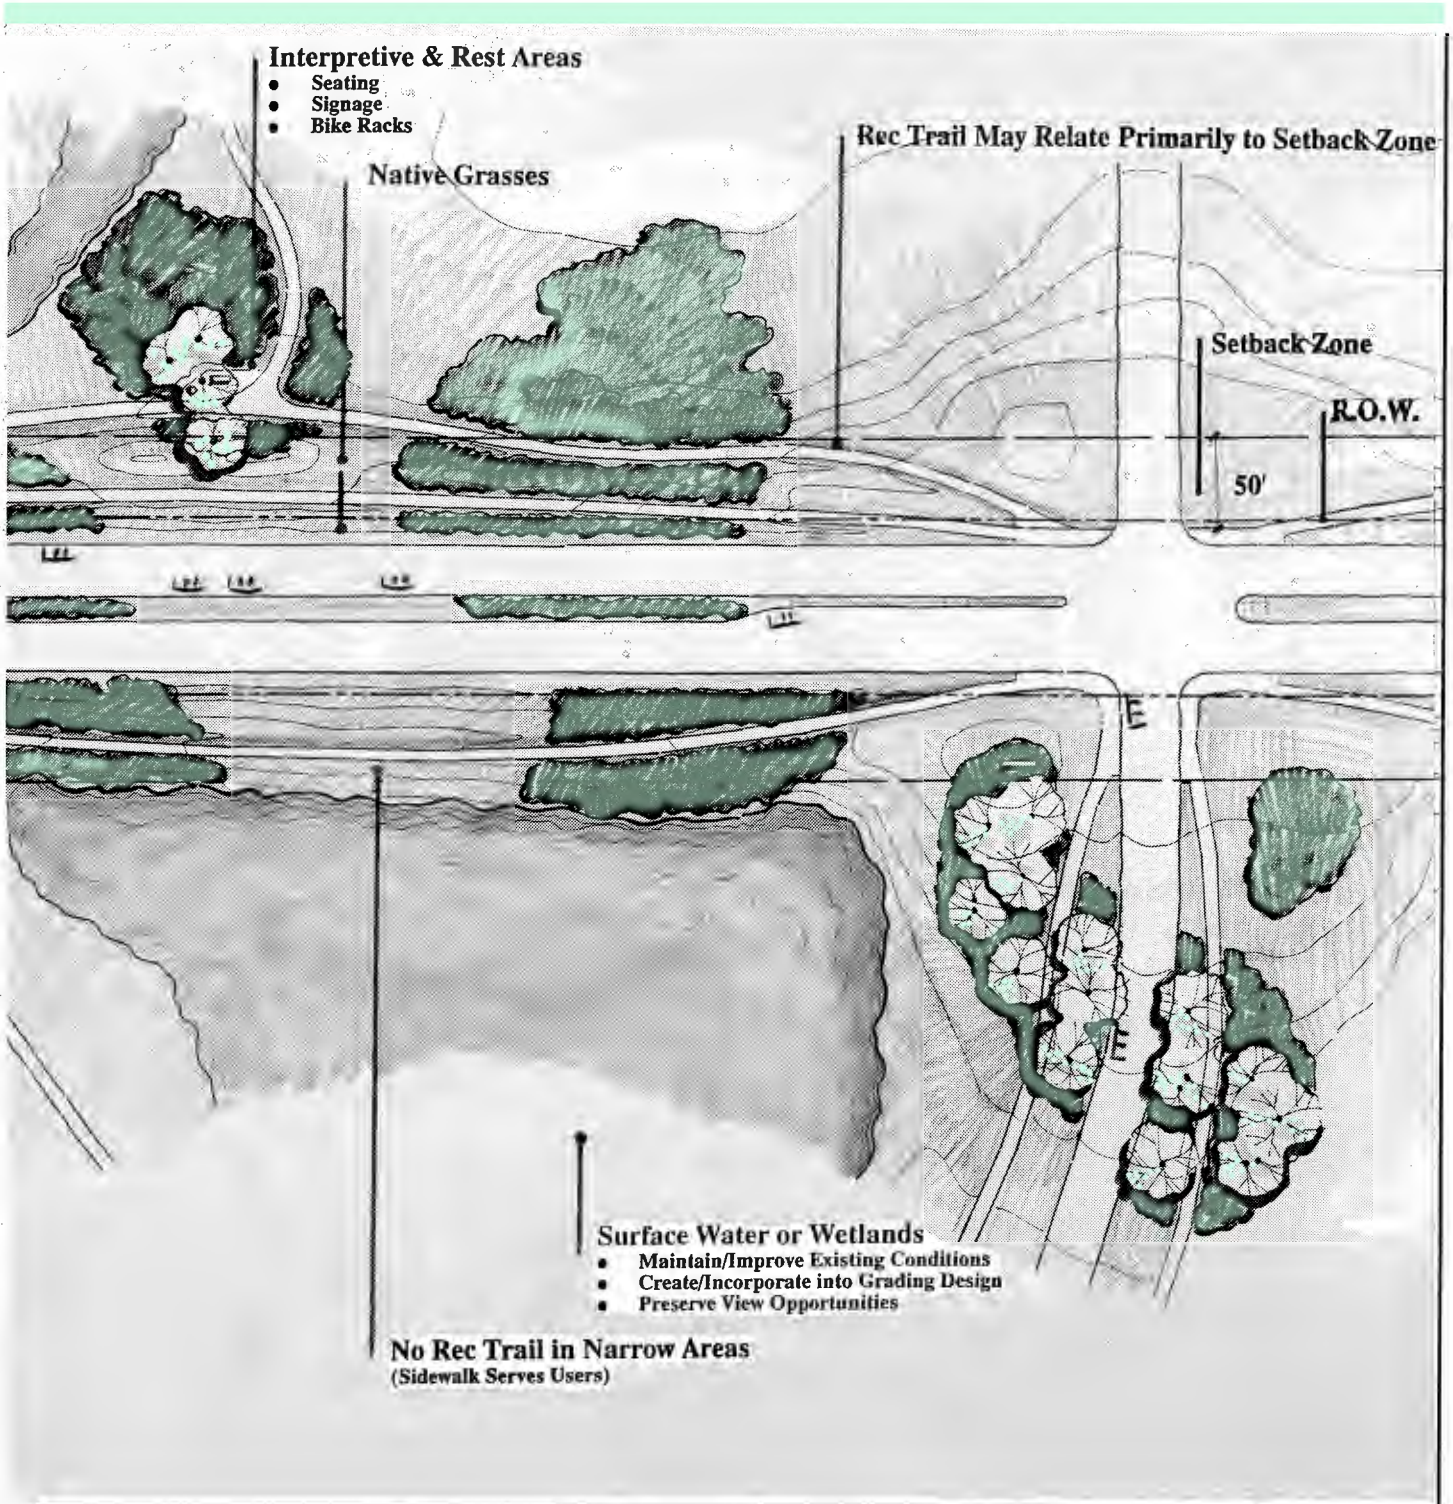 Interpretive & Rest Areas
• Seating
• Signage
• Bike Racks
Native Grasses
Rec Trail May Relate Primarily to Setback Zone
Setback Zone
R.O.W.
50'
E
E
Surface Water or Wetlands
• Maintain/Improve Existing Conditions
• Create/Incorporate into Grading Design
• Preserve View Opportunities
No Rec Trail in Narrow Areas
(Sidewalk Serves Users)